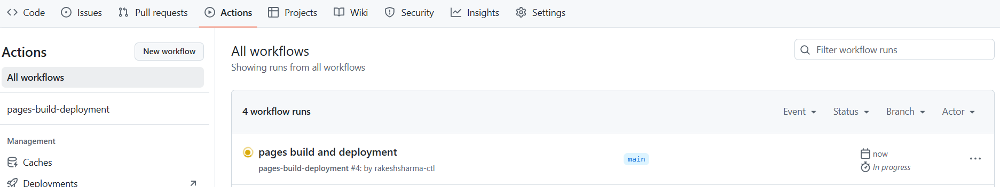 Code Issues Pull requests Actions Projects Wiki Security Insights Settings
Actions
New workflow
All workflows
pages-build-deployment
Management
Caches
Deployments
All workflows
Showing runs from all workflows
Filter workflow runs
4 workflow runs
Event Status Branch Actor
pages build and deployment
pages-build-deployment #4: by rakeshsharma-ctl
main
now
In progress